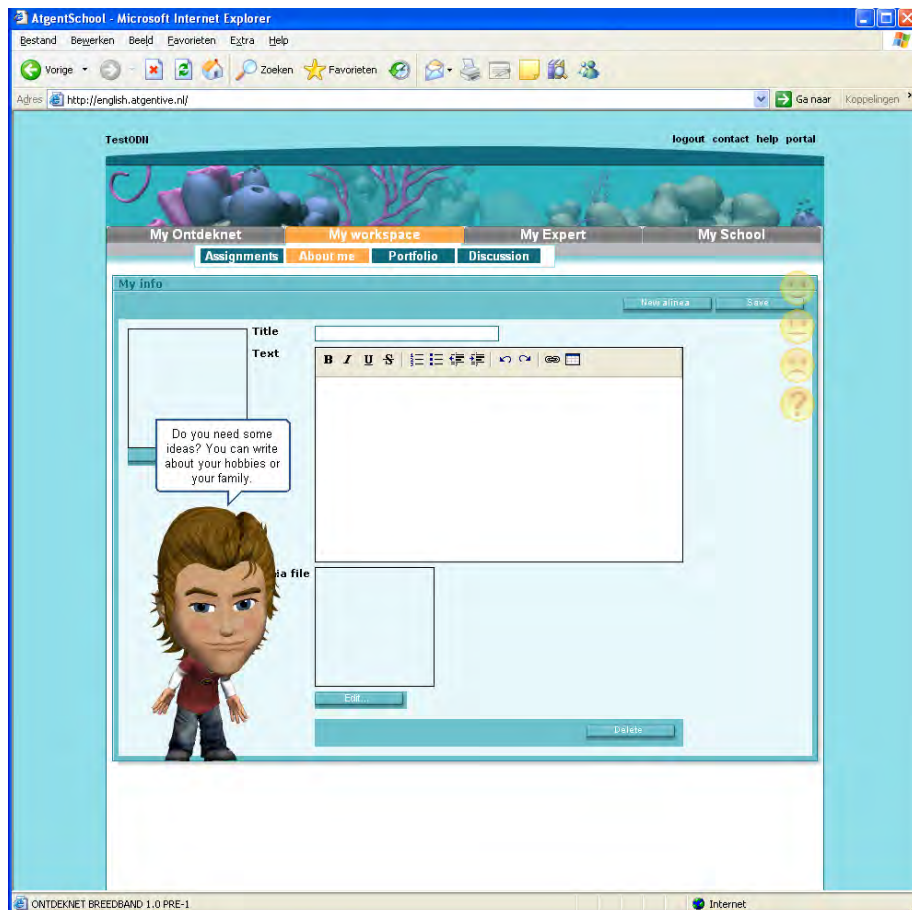 AtgentSchool - Microsoft Internet Explorer
Bestand Bewerken Beeld Favorieten Extra Help
Vorige Zoeken Favorieten
Adres http://english.atgentive.nl/ Ga naar Koppelingen
TestODII logout contact help portal
My Ontdeknet My workspace My Expert My School
Assignments About me Portfolio Discussion
My info
New alinea Save
Title
Text
B I U S
Do you need some
ideas? You can write
about your hobbies or
your family.
ia file
Edit...
Delete
ONTDEKNET BREEDBAND 1.0 PRE-1 Internet